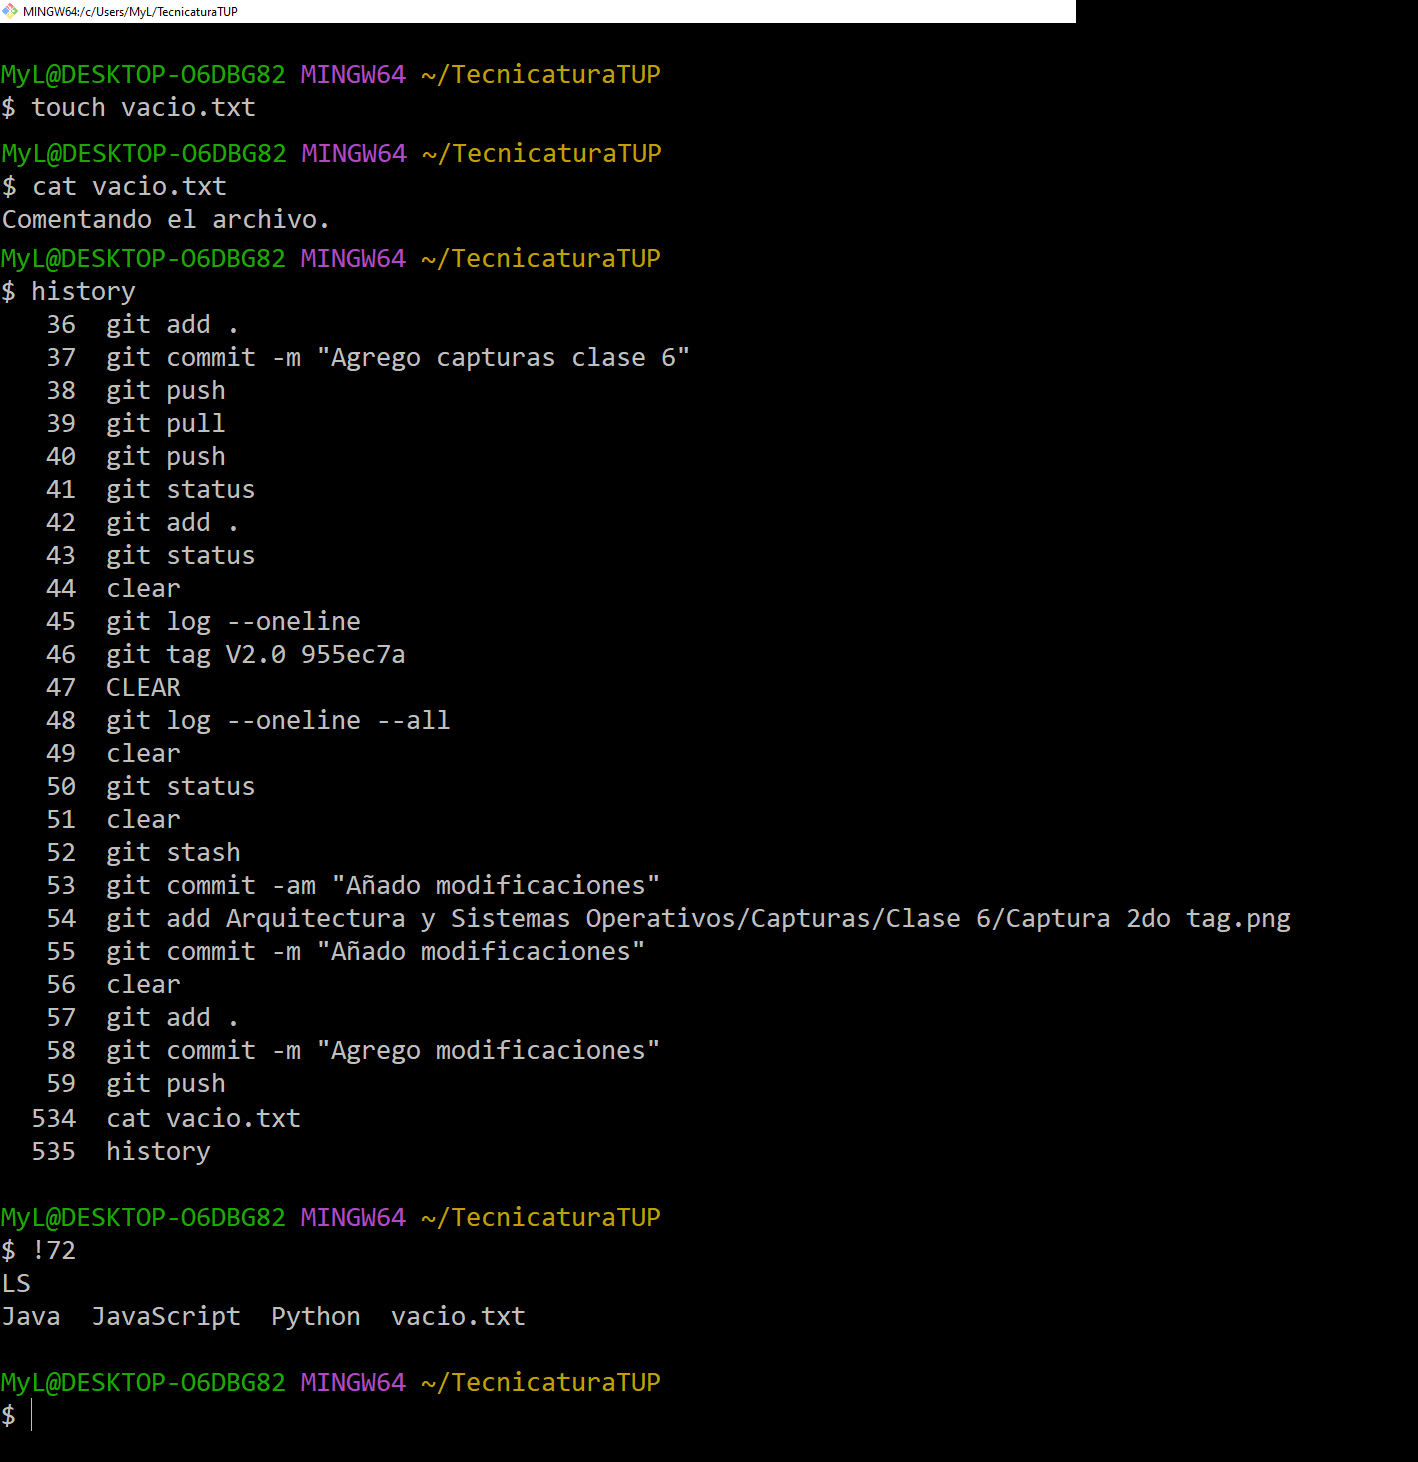 MINGW64:/c/Users/MyL/TecnicaturaTUP
MyL@DESKTOP-O6DBG82 MINGW64 ~/TecnicaturaTUP
$ touch vacio.txt
MyL@DESKTOP-O6DBG82 MINGW64 ~/TecnicaturaTUP
$ cat vacio.txt
Comentando el archivo.
MyL@DESKTOP-O6DBG82 MINGW64 ~/TecnicaturaTUP
$ history
36 git add .
37 git commit -m "Agrego capturas clase 6"
38 git push
39 git pull
40 git push
41 git status
42 git add .
43 git status
44 clear
45 git log --oneline
46 git tag V2.0 955ec7a
47 CLEAR
48 git log --oneline --all
49 clear
50 git status
51 clear
52 git stash
53 git commit -am "Añado modificaciones"
54 git add Arquitectura y Sistemas Operativos/Capturas/Clase 6/Captura 2do tag.png
55 git commit -m "Añado modificaciones"
56 clear
57 git add .
58 git commit -m "Agrego modificaciones"
59 git push
534 cat vacio.txt
535 history
MyL@DESKTOP-O6DBG82 MINGW64 ~/TecnicaturaTUP
$ !72
LS
Java JavaScript Python vacio.txt
MyL@DESKTOP-O6DBG82 MINGW64 ~/TecnicaturaTUP
$